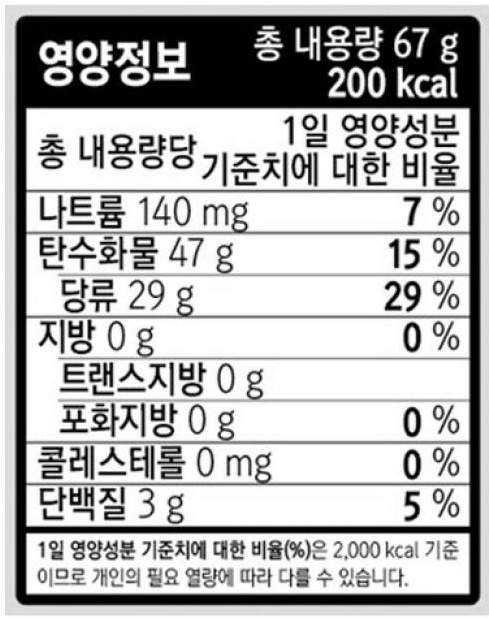 영양정보 총 내용량 67 g
200 kcal
총 내용량당 1일 영양성분
기준치에 대한 비율
나트륨 140 mg 7 %
탄수화물 47 g 15 %
당류 29 g 29 %
지방 0 g 0 %
트랜스지방 0 g
포화지방 0 g 0 %
콜레스테롤 0 mg 0 %
단백질 3 g 5 %
1일 영양성분 기준치에 대한 비율(%)은 2,000 kcal 기준
이므로 개인의 필요 열량에 따라 다를 수 있습니다.